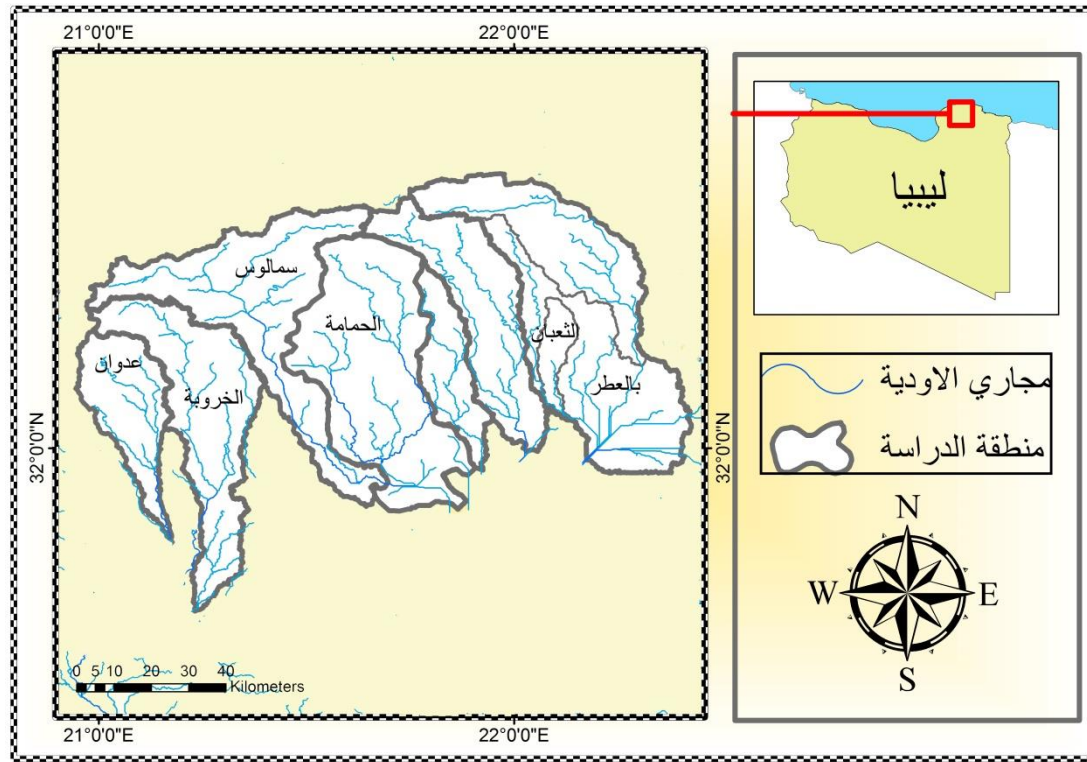 21°0'0"E
22°0'0"E
سمالوس
الحمامة
الثعبان
عدوان
الخروبة
بالعطر
32°0'0"N
32°0'0"N
0 5 10 20 30 40
Kilometers
21°0'0"E
22°0'0"E
ليبيا
مجاري الاودية
منطقة الدراسة
N
W
E
S